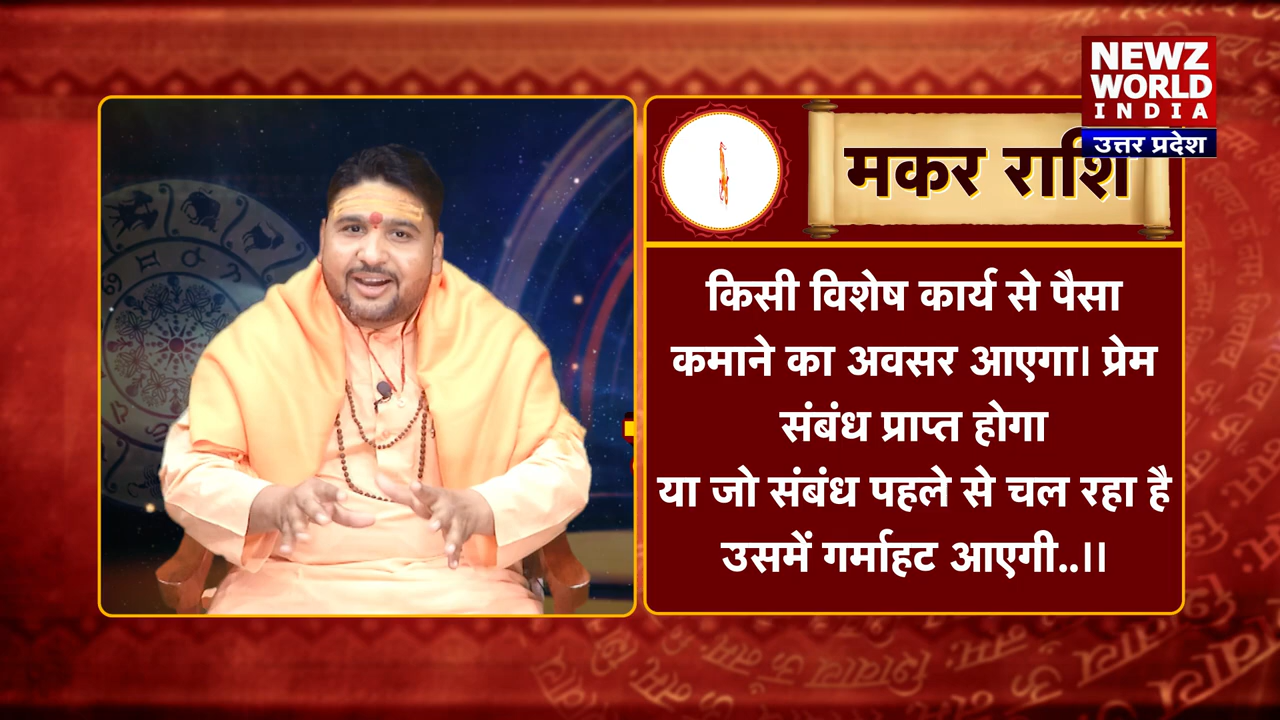 NEWZ
WORLD
INDIA
उत्तर प्रदेश
मकर राशि
किसी विशेष कार्य से पैसा
कमाने का अवसर आएगा। प्रेम
संबंध प्राप्त होगा
या जो संबंध पहले से चल रहा है
उसमें गर्माहट आएगी..।।